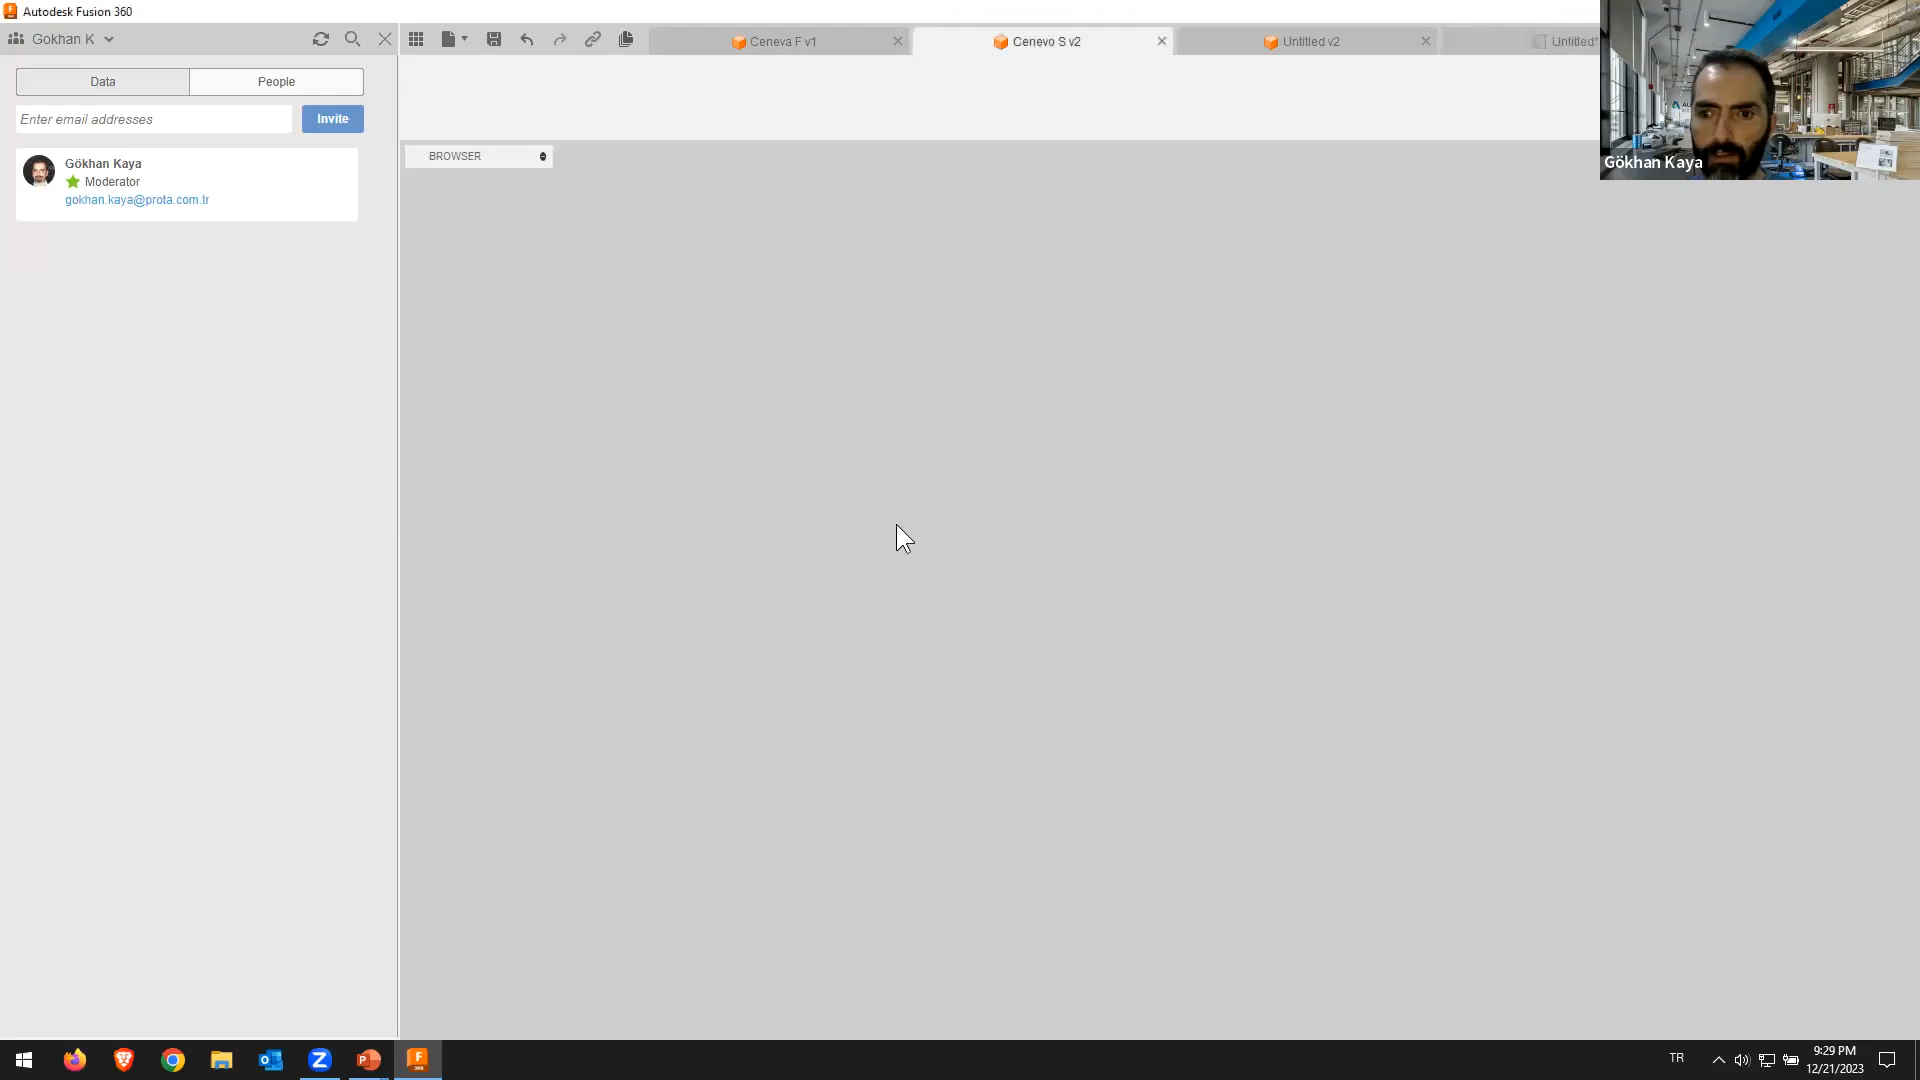 Autodesk Fusion 360
Gokhan K
Ceneva F v1
Cenevo S v2
Untitled v2
Untitled*
Data
People
Enter email addresses
Invite
Gökhan Kaya
Moderator
gokhan.kaya@prota.com.tr
BROWSER
Gökhan Kaya
TR
9:29 PM
12/21/2023